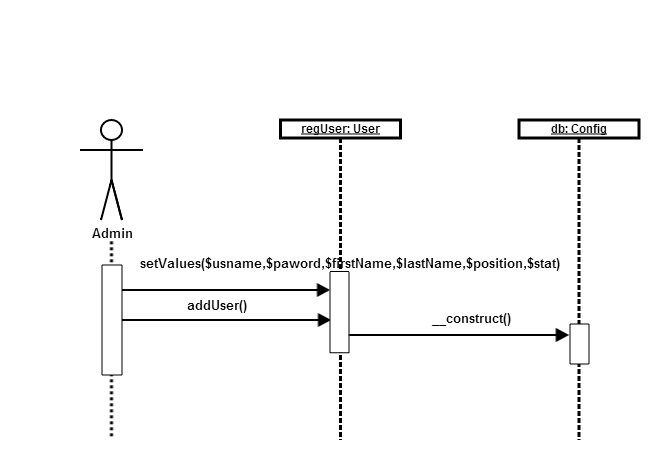 regUser: User
db: Config
Admin
setValues($usname,$paword,$firstName,$lastName,$position,$stat)
addUser()
__construct()